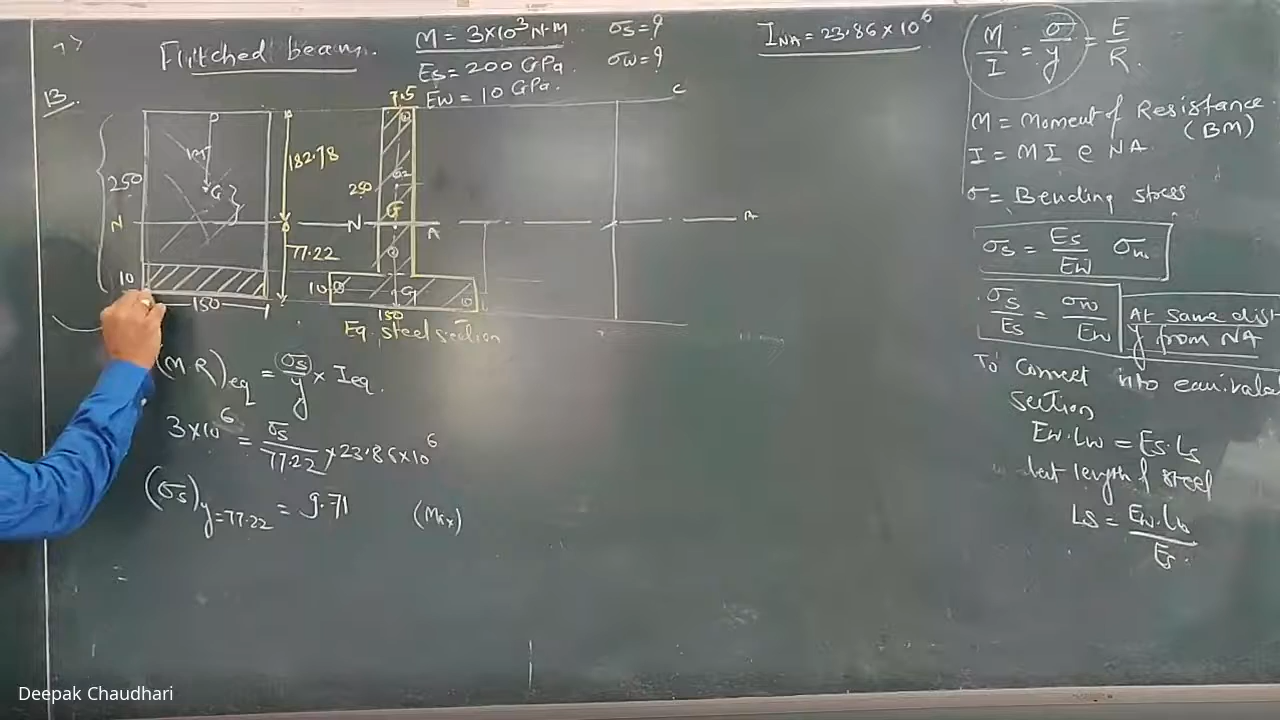 Flitched beam.
M = 3×10³ N-M
Es = 200 GPa.
Ew = 10 GPa.
σs = ?
σw = ?
I NA = 23.86×10⁶
M/I = σ/y = E/R.
M = Moment of Resistance.
(BM)
I = MI @ NA.
σ = Bending stress
σs = Es/Ew σw.
σs/Es = σw/Ew
At same dist
y from NA
To convert into equivale
section
Ew.Lw = Es.Ls
length of steel
Ls = Ew.Lw/Es.
13
250
10
150
N
G
182.78
77.22
7.5
250
N
G
A
10
G1
150
Eq. steel section
C
(M.R)eq = σs/y × Ieq.
3×10⁶ = σs/77.22 × 23.86×10⁶
(σs)y=77.22 = 9.71
(Max)
=
Deepak Chaudhari